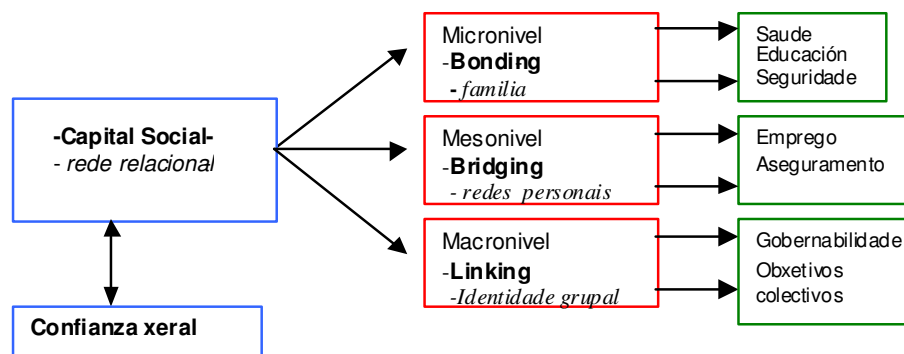 -Capital Social-
- rede relacional
Confianza xeral
Micronivel
-Bonding
- familia
Mesonivel
-Bridging
- redes personais
Macronivel
-Linking
-Identidade grupal
Saude
Educación
Seguridade
Emprego
Aseguramento
Gobernabilidade
Obxetivos
colectivos